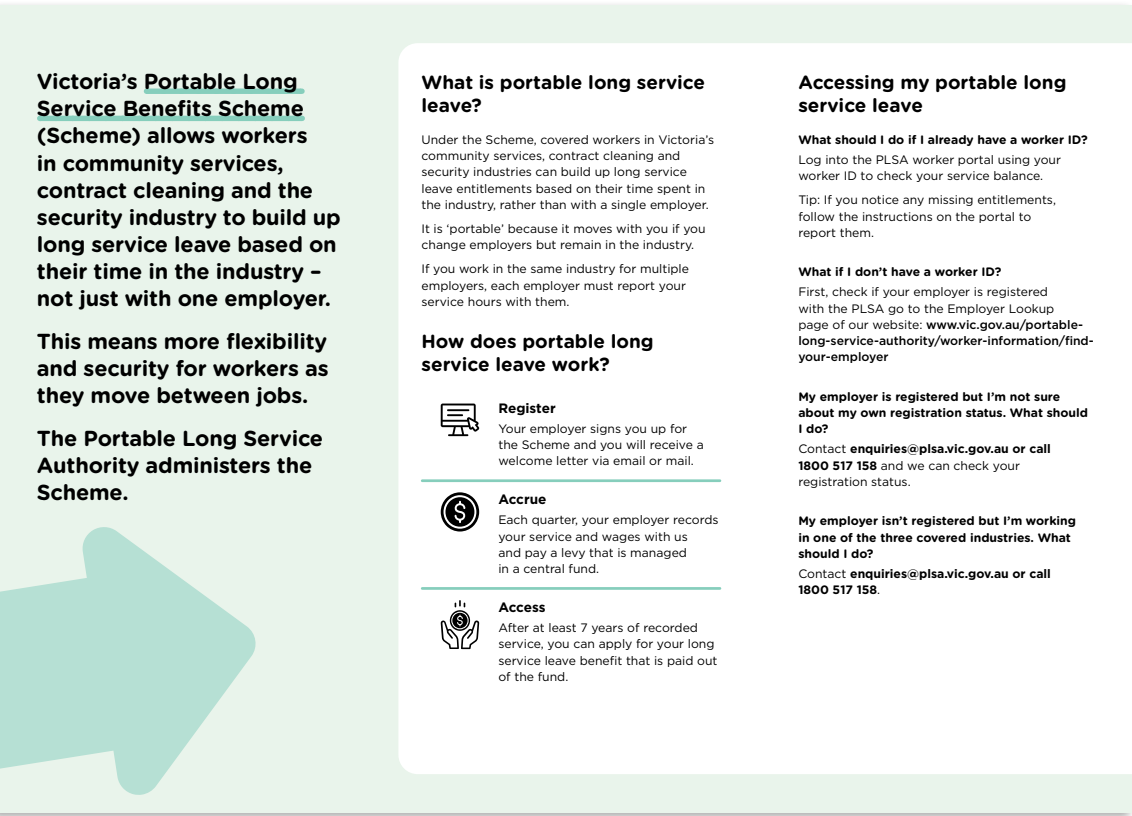 Victoria’s Portable Long
Service Benefits Scheme
(Scheme) allows workers
in community services,
contract cleaning and the
security industry to build up
long service leave based on
their time in the industry –
not just with one employer.
This means more flexibility
and security for workers as
they move between jobs.
The Portable Long Service
Authority administers the
Scheme.
What is portable long service
leave?
Under the Scheme, covered workers in Victoria’s
community services, contract cleaning and
security industries can build up long service
leave entitlements based on their time spent in
the industry, rather than with a single employer.
It is ‘portable’ because it moves with you if you
change employers but remain in the industry.
If you work in the same industry for multiple
employers, each employer must report your
service hours with them.
How does portable long
service leave work?
Register
Your employer signs you up for
the Scheme and you will receive a
welcome letter via email or mail.
Accrue
Each quarter, your employer records
your service and wages with us
and pay a levy that is managed
in a central fund.
Access
After at least 7 years of recorded
service, you can apply for your long
service leave benefit that is paid out
of the fund.
Accessing my portable long
service leave
What should I do if I already have a worker ID?
Log into the PLSA worker portal using your
worker ID to check your service balance.
Tip: If you notice any missing entitlements,
follow the instructions on the portal to
report them.
What if I don’t have a worker ID?
First, check if your employer is registered
with the PLSA go to the Employer Lookup
page of our website: www.vic.gov.au/portable-
long-service-authority/worker-information/find-
your-employer
My employer is registered but I’m not sure
about my own registration status. What should
I do?
Contact enquiries@plsa.vic.gov.au or call
1800 517 158 and we can check your
registration status.
My employer isn’t registered but I’m working
in one of the three covered industries. What
should I do?
Contact enquiries@plsa.vic.gov.au or call
1800 517 158.